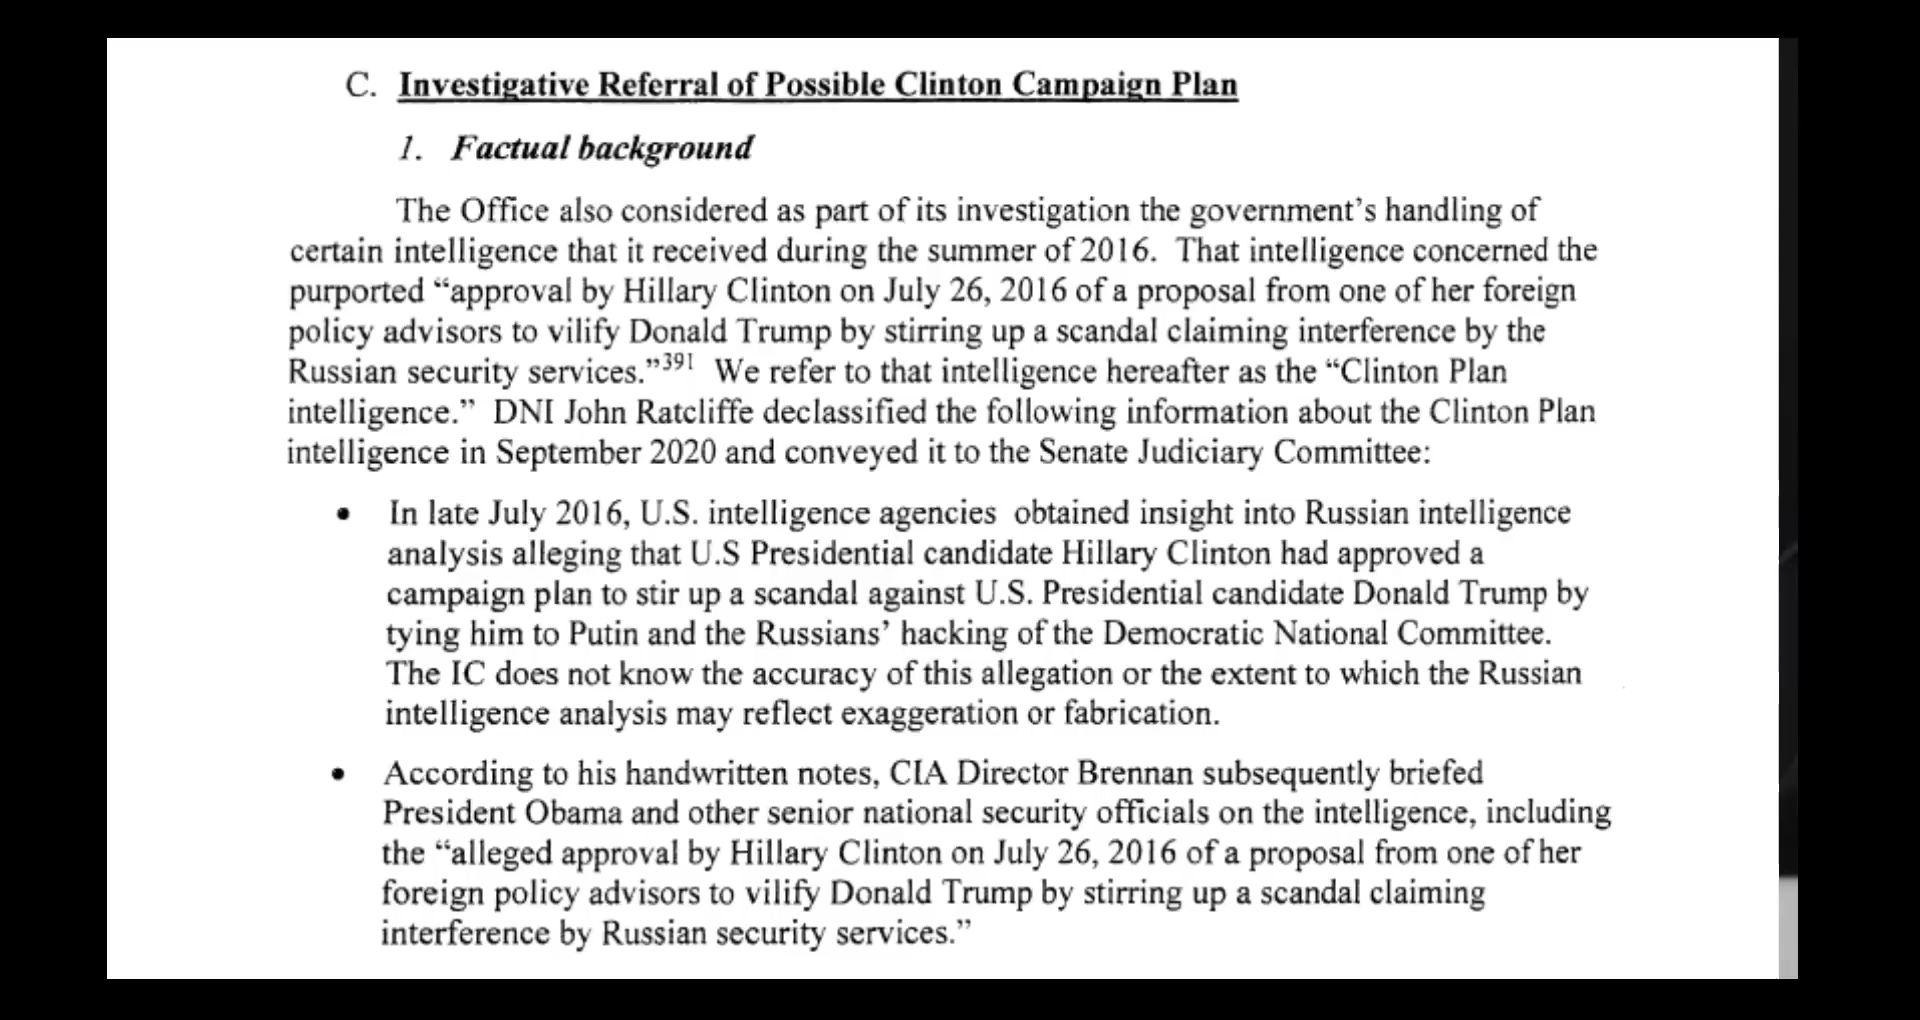 C. Investigative Referral of Possible Clinton Campaign Plan
1. Factual background
The Office also considered as part of its investigation the government's handling of
certain intelligence that it received during the summer of 2016. That intelligence concerned the
purported “approval by Hillary Clinton on July 26, 2016 of a proposal from one of her foreign
policy advisors to vilify Donald Trump by stirring up a scandal claiming interference by the
Russian security services.”391 We refer to that intelligence hereafter as the “Clinton Plan
intelligence.” DNI John Ratcliffe declassified the following information about the Clinton Plan
intelligence in September 2020 and conveyed it to the Senate Judiciary Committee:
• In late July 2016, U.S. intelligence agencies obtained insight into Russian intelligence
analysis alleging that U.S Presidential candidate Hillary Clinton had approved a
campaign plan to stir up a scandal against U.S. Presidential candidate Donald Trump by
tying him to Putin and the Russians' hacking of the Democratic National Committee.
The IC does not know the accuracy of this allegation or the extent to which the Russian
intelligence analysis may reflect exaggeration or fabrication.
• According to his handwritten notes, CIA Director Brennan subsequently briefed
President Obama and other senior national security officials on the intelligence, including
the “alleged approval by Hillary Clinton on July 26, 2016 of a proposal from one of her
foreign policy advisors to vilify Donald Trump by stirring up a scandal claiming
interference by Russian security services.”